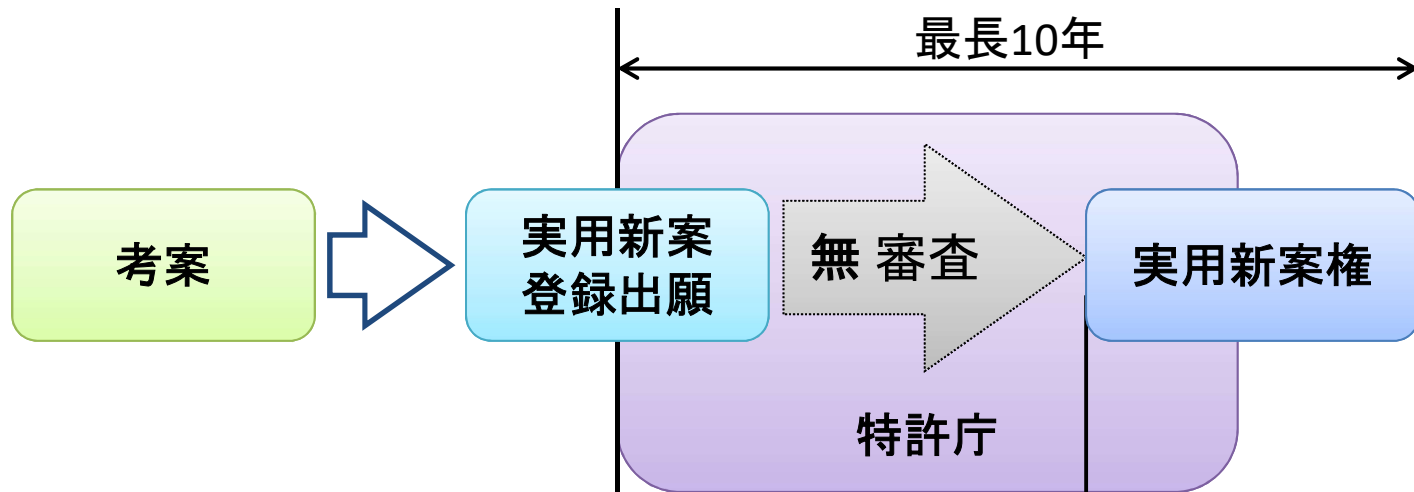 最長10年
考案
実用新案
登録出願
無 審査
実用新案権
特許庁